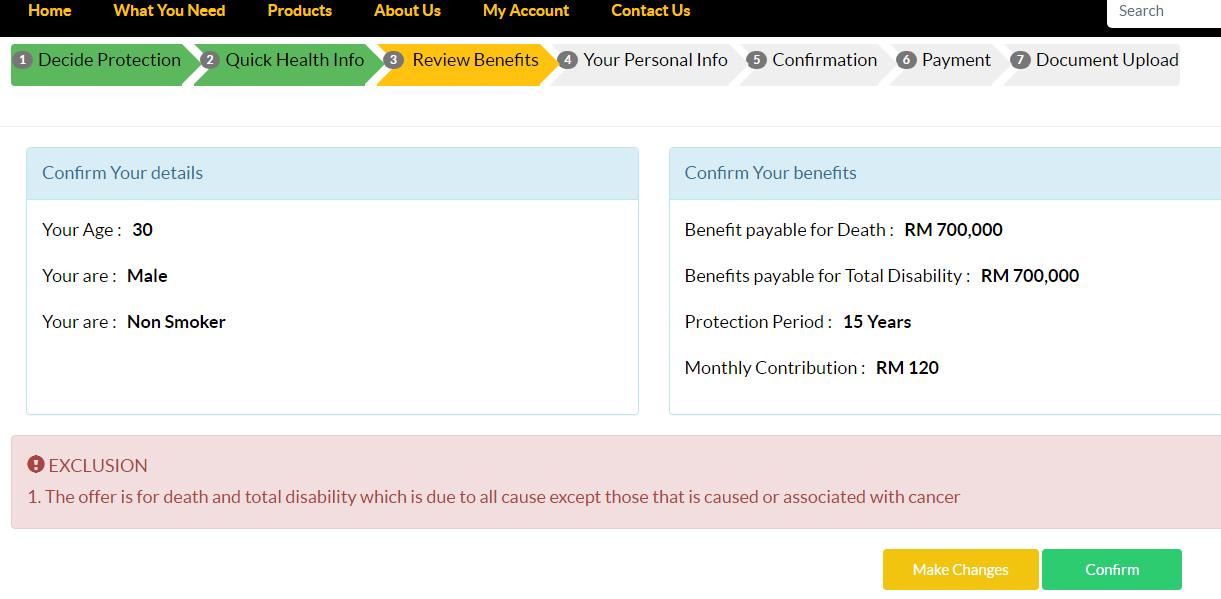 Home What You Need Products About Us My Account Contact Us Search
1 Decide Protection 2 Quick Health Info 3 Review Benefits 4 Your Personal Info 5 Confirmation 6 Payment 7 Document Upload
Confirm Your details
Your Age : 30
Your are : Male
Your are : Non Smoker
Confirm Your benefits
Benefit payable for Death : RM 700,000
Benefits payable for Total Disability : RM 700,000
Protection Period : 15 Years
Monthly Contribution : RM 120
EXCLUSION
1. The offer is for death and total disability which is due to all cause except those that is caused or associated with cancer
Make Changes Confirm